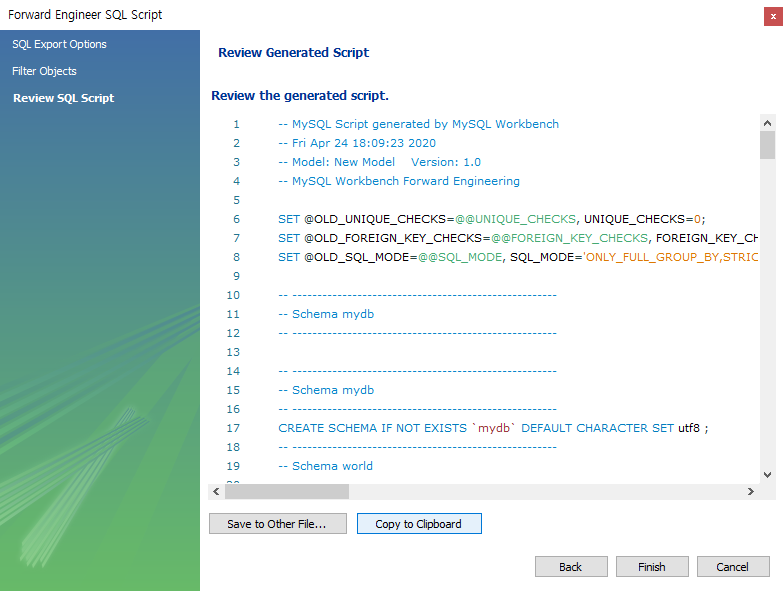 Forward Engineer SQL Script
x
SQL Export Options
Filter Objects
Review SQL Script
Review Generated Script
Review the generated script.
1 -- MySQL Script generated by MySQL Workbench
2 -- Fri Apr 24 18:09:23 2020
3 -- Model: New Model    Version: 1.0
4 -- MySQL Workbench Forward Engineering
5
6 SET @OLD_UNIQUE_CHECKS=@@UNIQUE_CHECKS, UNIQUE_CHECKS=0;
7 SET @OLD_FOREIGN_KEY_CHECKS=@@FOREIGN_KEY_CHECKS, FOREIGN_KEY_CH
8 SET @OLD_SQL_MODE=@@SQL_MODE, SQL_MODE='ONLY_FULL_GROUP_BY,STRIC
9
10 -- -----------------------------------------------------
11 -- Schema mydb
12 -- -----------------------------------------------------
13
14 -- -----------------------------------------------------
15 -- Schema mydb
16 -- -----------------------------------------------------
17 CREATE SCHEMA IF NOT EXISTS `mydb` DEFAULT CHARACTER SET utf8 ;
18 -- -----------------------------------------------------
19 -- Schema world
Save to Other File...
Copy to Clipboard
Back
Finish
Cancel